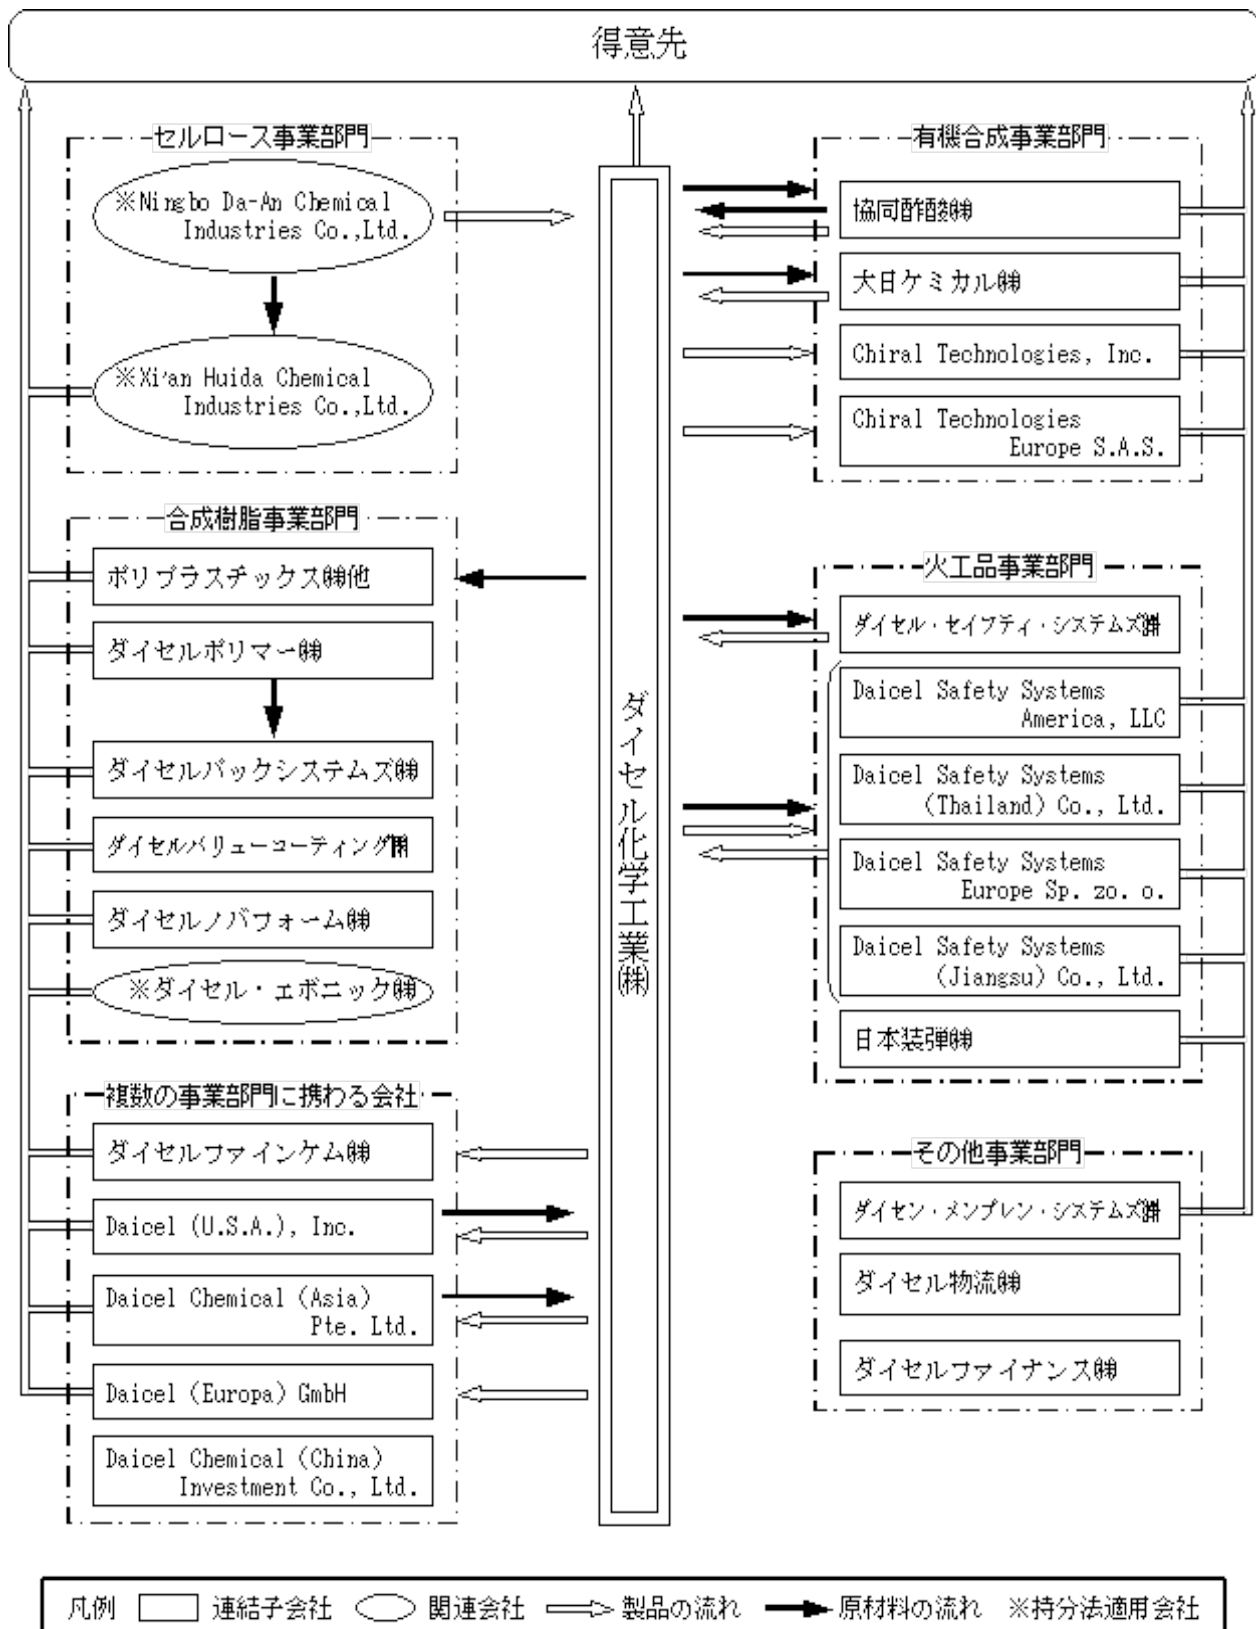 得意先
セルロース事業部門
※Ningbo Da-An Chemical
Industries Co.,Ltd.
※Xi'an Huida Chemical
Industries Co.,Ltd.
合成樹脂事業部門
ポリプラスチックス㈱他
ダイセルポリマー㈱
ダイセルパックシステムズ㈱
ダイセルバリューコーティング㈱
ダイセルノバフォーム㈱
※ダイセル・エボニック㈱
複数の事業部門に携わる会社
ダイセルファインケム㈱
Daicel (U.S.A.), Inc.
Daicel Chemical (Asia)
Pte. Ltd.
Daicel (Europa) GmbH
Daicel Chemical (China)
Investment Co., Ltd.
ダイセル化学工業㈱
有機合成事業部門
協同酢酸㈱
大日ケミカル㈱
Chiral Technologies, Inc.
Chiral Technologies
Europe S.A.S.
火工品事業部門
ダイセル・セイフティ・システムズ㈱
Daicel Safety Systems
America, LLC
Daicel Safety Systems
(Thailand) Co., Ltd.
Daicel Safety Systems
Europe Sp. zo. o.
Daicel Safety Systems
(Jiangsu) Co., Ltd.
日本装弾㈱
その他事業部門
ダイセン・メンブレン・システムズ㈱
ダイセル物流㈱
ダイセルファイナンス㈱
凡例 連結子会社 関連会社 製品の流れ 原材料の流れ ※持分法適用会社